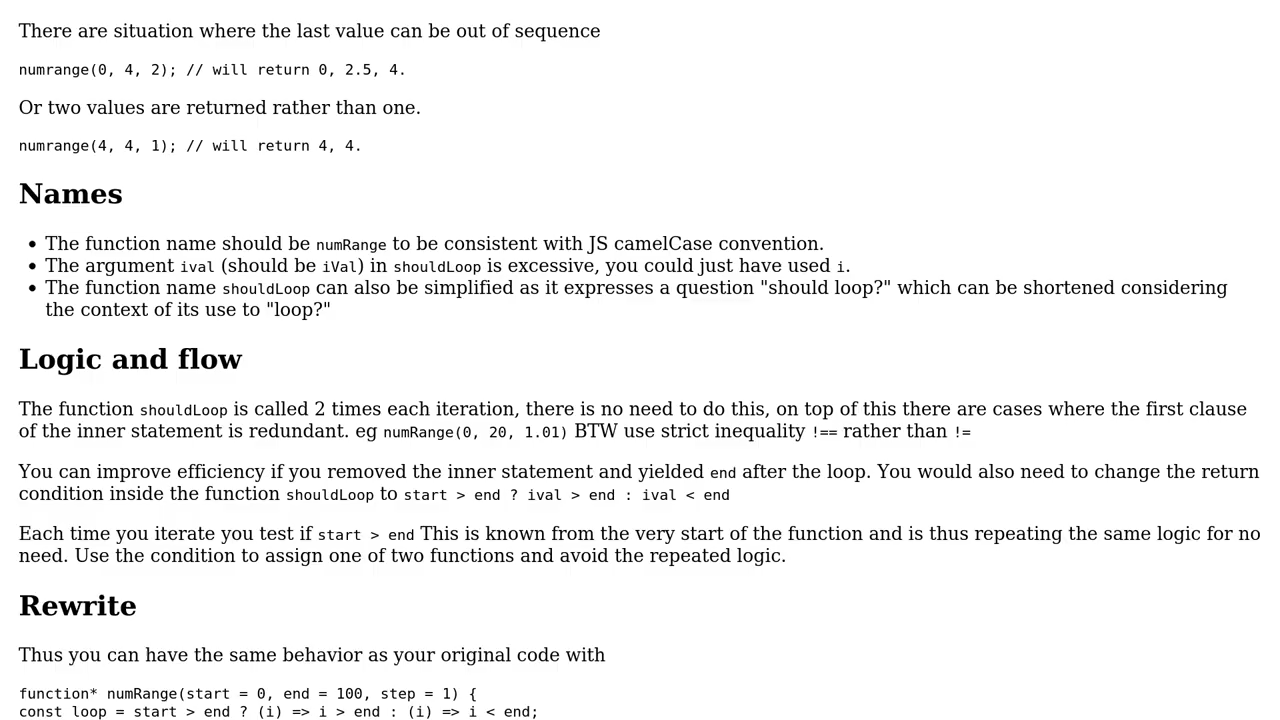 There are situation where the last value can be out of sequence
numrange(0, 4, 2); // will return 0, 2.5, 4.
Or two values are returned rather than one.
numrange(4, 4, 1); // will return 4, 4.
Names
• The function name should be numRange to be consistent with JS camelCase convention.
• The argument ival (should be iVal) in shouldLoop is excessive, you could just have used i.
• The function name shouldLoop can also be simplified as it expresses a question "should loop?" which can be shortened considering
the context of its use to "loop?"
Logic and flow
The function shouldLoop is called 2 times each iteration, there is no need to do this, on top of this there are cases where the first clause
of the inner statement is redundant. eg numRange(0, 20, 1.01) BTW use strict inequality !== rather than !=
You can improve efficiency if you removed the inner statement and yielded end after the loop. You would also need to change the return
condition inside the function shouldLoop to start > end ? ival > end : ival < end
Each time you iterate you test if start > end This is known from the very start of the function and is thus repeating the same logic for no
need. Use the condition to assign one of two functions and avoid the repeated logic.
Rewrite
Thus you can have the same behavior as your original code with
function* numRange(start = 0, end = 100, step = 1) {
const loop = start > end ? (i) => i > end : (i) => i < end;